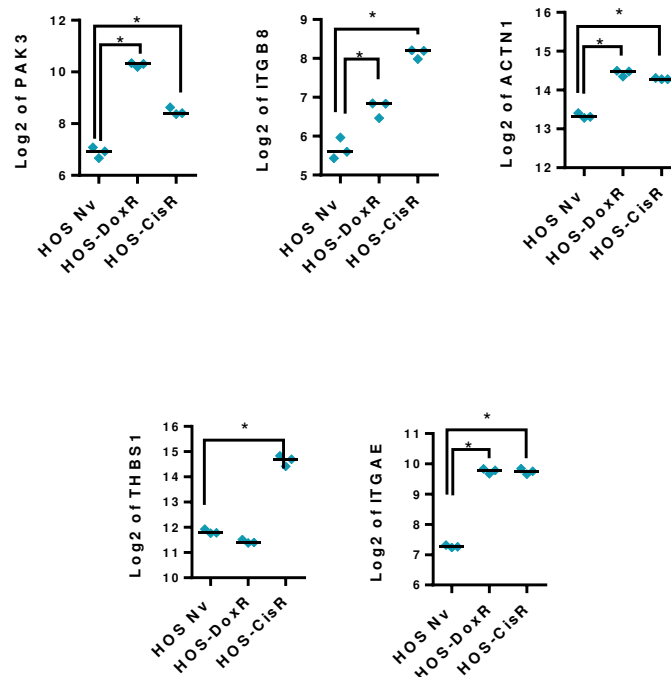 Log2 of PAK3
12
10
8
6
*
*
HOS Nv
HOS-DoxR
HOS-CisR
Log2 of ITGB8
9
8
7
6
5
*
*
HOS Nv
HOS-DoxR
HOS-CisR
Log2 of ACTN1
16
15
14
13
12
*
*
HOS Nv
HOS-DoxR
HOS-CisR
Log2 of THBS1
16
15
14
13
12
11
10
*
HOS Nv
HOS-DoxR
HOS-CisR
Log2 of ITGAE
11
10
9
8
7
6
*
*
HOS Nv
HOS-DoxR
HOS-CisR